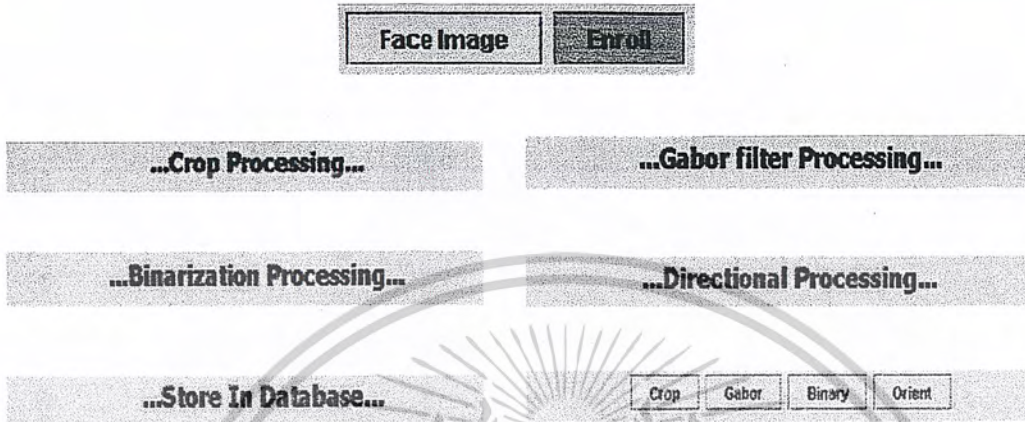 Face Image Enroll
...Crop Processing... ...Gabor filter Processing...
...Binarization Processing... ...Directional Processing...
...Store In Database... Crop Gabor Binary Orient